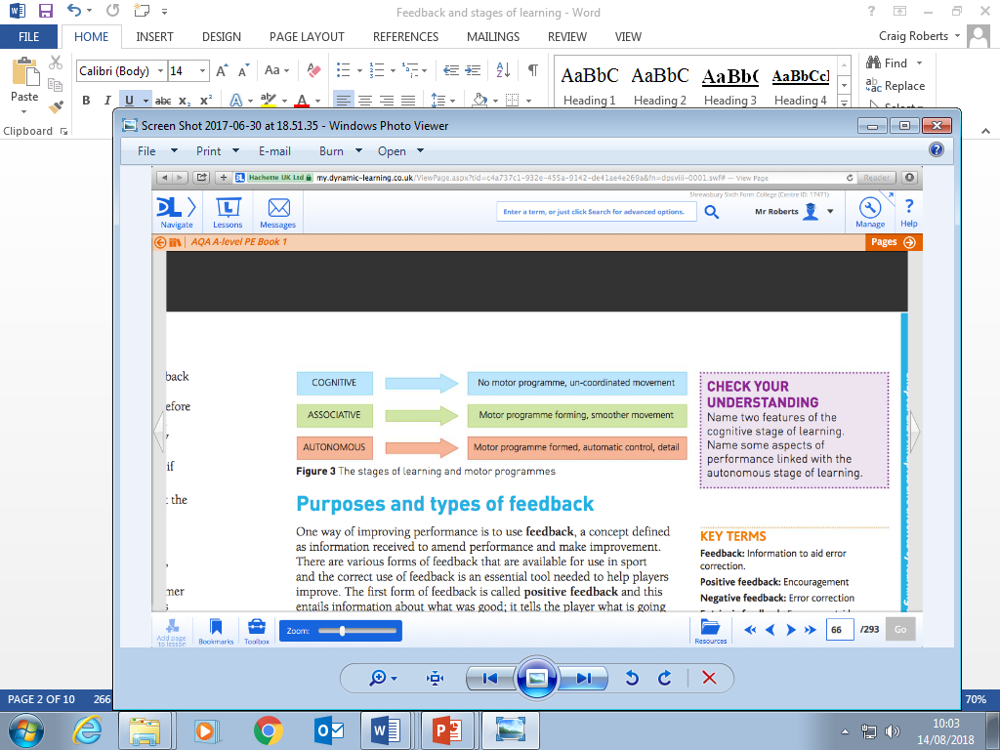 Feedback and stages of learning - Word
FILE HOME INSERT DESIGN PAGE LAYOUT REFERENCES MAILINGS REVIEW VIEW Craig Roberts
Paste
Clipboard
Calibri (Body) 14
B I U abc X2 X2
AaBbC AaBbC AaBb( AaBbCcl
Heading 1 Heading 2 Heading 3 Heading 4
Find
Replace
Screen Shot 2017-06-30 at 18.51.35 - Windows Photo Viewer
File Print E-mail Burn Open
Hachette UK Ltd my.dynamic-learning.co.uk/ViewPage.aspx?tid=c4a737c1-932e-455a-9142-de41ae4e269a&fn=dpsviii-0001.swf# — View Page Reader
Shrewsbury Sixth Form College (Centre ID: 17471)
DL Navigate Lessons Messages
Enter a term, or just click Search for advanced options.
Mr Roberts
Manage Help
AQA A-level PE Book 1 Pages
back
efore
if
t the
mer
COGNITIVE No motor programme, un-coordinated movement
ASSOCIATIVE Motor programme forming, smoother movement
AUTONOMOUS Motor programme formed, automatic control, detail
Figure 3 The stages of learning and motor programmes
Purposes and types of feedback
One way of improving performance is to use feedback, a concept defined
as information received to amend performance and make improvement.
There are various forms of feedback that are available for use in sport
and the correct use of feedback is an essential tool needed to help players
improve. The first form of feedback is called positive feedback and this
entails information about what was good; it tells the player what is going
CHECK YOUR
UNDERSTANDING
Name two features of the
cognitive stage of learning.
Name some aspects of
performance linked with the
autonomous stage of learning.
KEY TERMS
Feedback: Information to aid error
correction.
Positive feedback: Encouragement
Negative feedback: Error correction
Add page
to lesson
Bookmarks Toolbox Zoom: Resources 66 /293 Go
PAGE 2 OF 10 266 70%
10:03
14/08/2018